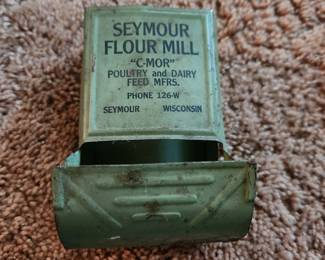 SEYMOUR
FLOUR MILL
"C-MOR"
POULTRY and DAIRY
FEED MFRS.
PHONE 126-W
SEYMOUR WISCONSIN